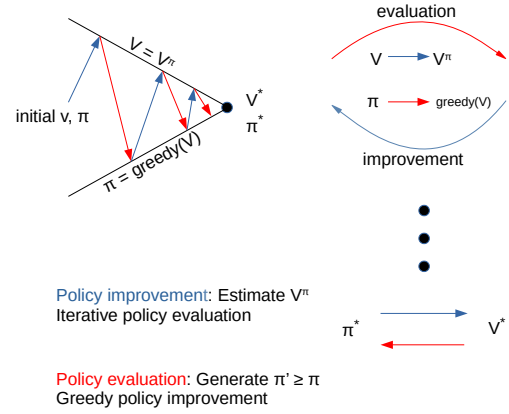 evaluation
V = V^π
V → V^π
V*
initial v, π
π → greedy(V)
π*
π = greedy(V)
improvement
Policy improvement: Estimate V^π
Iterative policy evaluation
π* V*
Policy evaluation: Generate π' ≥ π
Greedy policy improvement